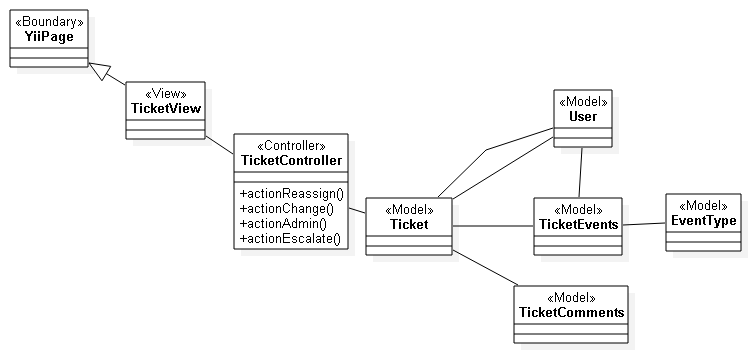 «Boundary»
YiiPage
«View»
TicketView
«Controller»
TicketController
+actionReassign()
+actionChange()
+actionAdmin()
+actionEscalate()
«Model»
Ticket
«Model»
User
«Model»
TicketEvents
«Model»
EventType
«Model»
TicketComments